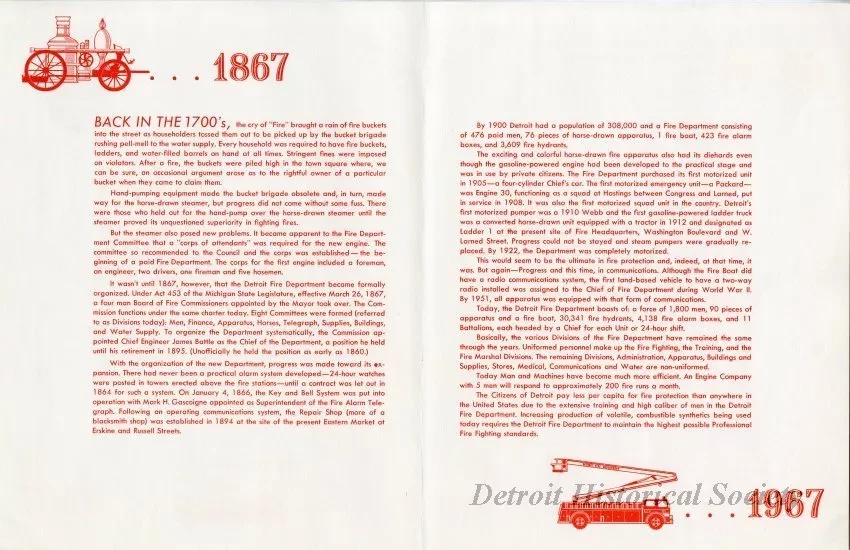 . . . 1867
BACK IN THE 1700's, the cry of "Fire" brought a rain of fire buckets
into the street as householders tossed them out to be picked up by the bucket brigade
rushing pell-mell to the water supply. Every household was required to have fire buckets,
ladders, and water-filled barrels on hand at all times. Stringent fines were imposed
on violators. After a fire, the buckets were piled high in the town square where, we
can be sure, an occasional argument arose as to the rightful owner of a particular
bucket when they came to claim them.
Hand-pumping equipment made the bucket brigade obsolete and, in turn, made
way for the horse-drawn steamer, but progress did not come without some fuss. There
were those who held out for the hand-pump over the horse-drawn steamer until the
steamer proved its unquestioned superiority in fighting fires.
But the steamer also posed new problems. It became apparent to the Fire Depart-
ment Committee that a "corps of attendants" was required for the new engine. The
committee so recommended to the Council and the corps was established—the be-
ginning of a paid Fire Department. The corps for the first engine included a foreman,
an engineer, two drivers, one fireman and five hosemen.
It wasn't until 1867, however, that the Detroit Fire Department became formally
organized. Under Act 453 of the Michigan State Legislature, effective March 26, 1867,
a four man Board of Fire Commissioners appointed by the Mayor took over. The Com-
mission functions under the same charter today. Eight Committees were formed (referred
to as Divisions today): Men, Finance, Apparatus, Horses, Telegraph, Supplies, Buildings,
and Water Supply. To organize the Department systematically, the Commission ap-
pointed Chief Engineer James Battle as the Chief of the Department, a position he held
until his retirement in 1895. (Unofficially he held the position as early as 1860.)
With the organization of the new Department, progress was made toward its ex-
pansion. There had never been a practical alarm system developed—24-hour watches
were posted in towers erected above the fire stations—until a contract was let out in
1864 for such a system. On January 4, 1866, the Key and Bell System was put into
operation with Mark H. Gascoigne appointed as Superintendent of the Fire Alarm Tele-
graph. Following an operating communications system, the Repair Shop (more of a
blacksmith shop) was established in 1894 at the site of the present Eastern Market at
Erskine and Russell Streets.
By 1900 Detroit had a population of 308,000 and a Fire Department consisting
of 476 paid men, 76 pieces of horse-drawn apparatus, 1 fire boat, 423 fire alarm
boxes, and 3,609 fire hydrants.
The exciting and colorful horse-drawn fire apparatus also had its diehards even
though the gasoline-powered engine had been developed to the practical stage and
was in use by private citizens. The Fire Department purchased its first motorized unit
in 1905—a four-cylinder Chief's car. The first motorized emergency unit—a Packard—
was Engine 30, functioning as a squad at Hastings between Congress and Larned, put
in service in 1908. It was also the first motorized squad unit in the country. Detroit's
first motorized pumper was a 1910 Webb and the first gasoline-powered ladder truck
was a converted horse-drawn unit equipped with a tractor in 1912 and designated as
Ladder 1 at the present site of Fire Headquarters, Washington Boulevard and W.
Larned Street. Progress could not be stayed and steam pumpers were gradually re-
placed. By 1922, the Department was completely motorized.
This would seem to be the ultimate in fire protection and, indeed, at that time, it
was. But again—Progress and this time, in communications. Although the Fire Boat did
have a radio communications system, the first land-based vehicle to have a two-way
radio installed was assigned to the Chief of the Department during World War II.
By 1951, all apparatus was equipped with that form of communications.
Today, the Detroit Fire Department boasts of: a force of 1,800 men, 90 pieces of
apparatus and a fire boat, 30,341 fire hydrants, 4,138 fire alarm boxes, and 11
Battalions, each headed by a Chief for each Unit or 24-hour shift.
Basically, the various Divisions of the Fire Department have remained the same
through the years. Uniformed personnel make up the Fire Fighting, the Training, and the
Fire Marshal Divisions. The remaining Divisions, Administration, Apparatus, Buildings and
Supplies, Stores, Medical, Communications and Water are non-uniformed.
Today Man and Machines have become much more efficient. An Engine Company
with 5 men will respond to approximately 200 fire runs a month.
The Citizens of Detroit pay less per capita for fire protection than anywhere in
the United States due to the extensive training and high caliber of men in the Detroit
Fire Department. Increasing production of volatile, combustible synthetics being used
today requires the Detroit Fire Department to maintain the highest possible Professional
Fire Fighting standards.
Detroit Historical Society
. . . 1967